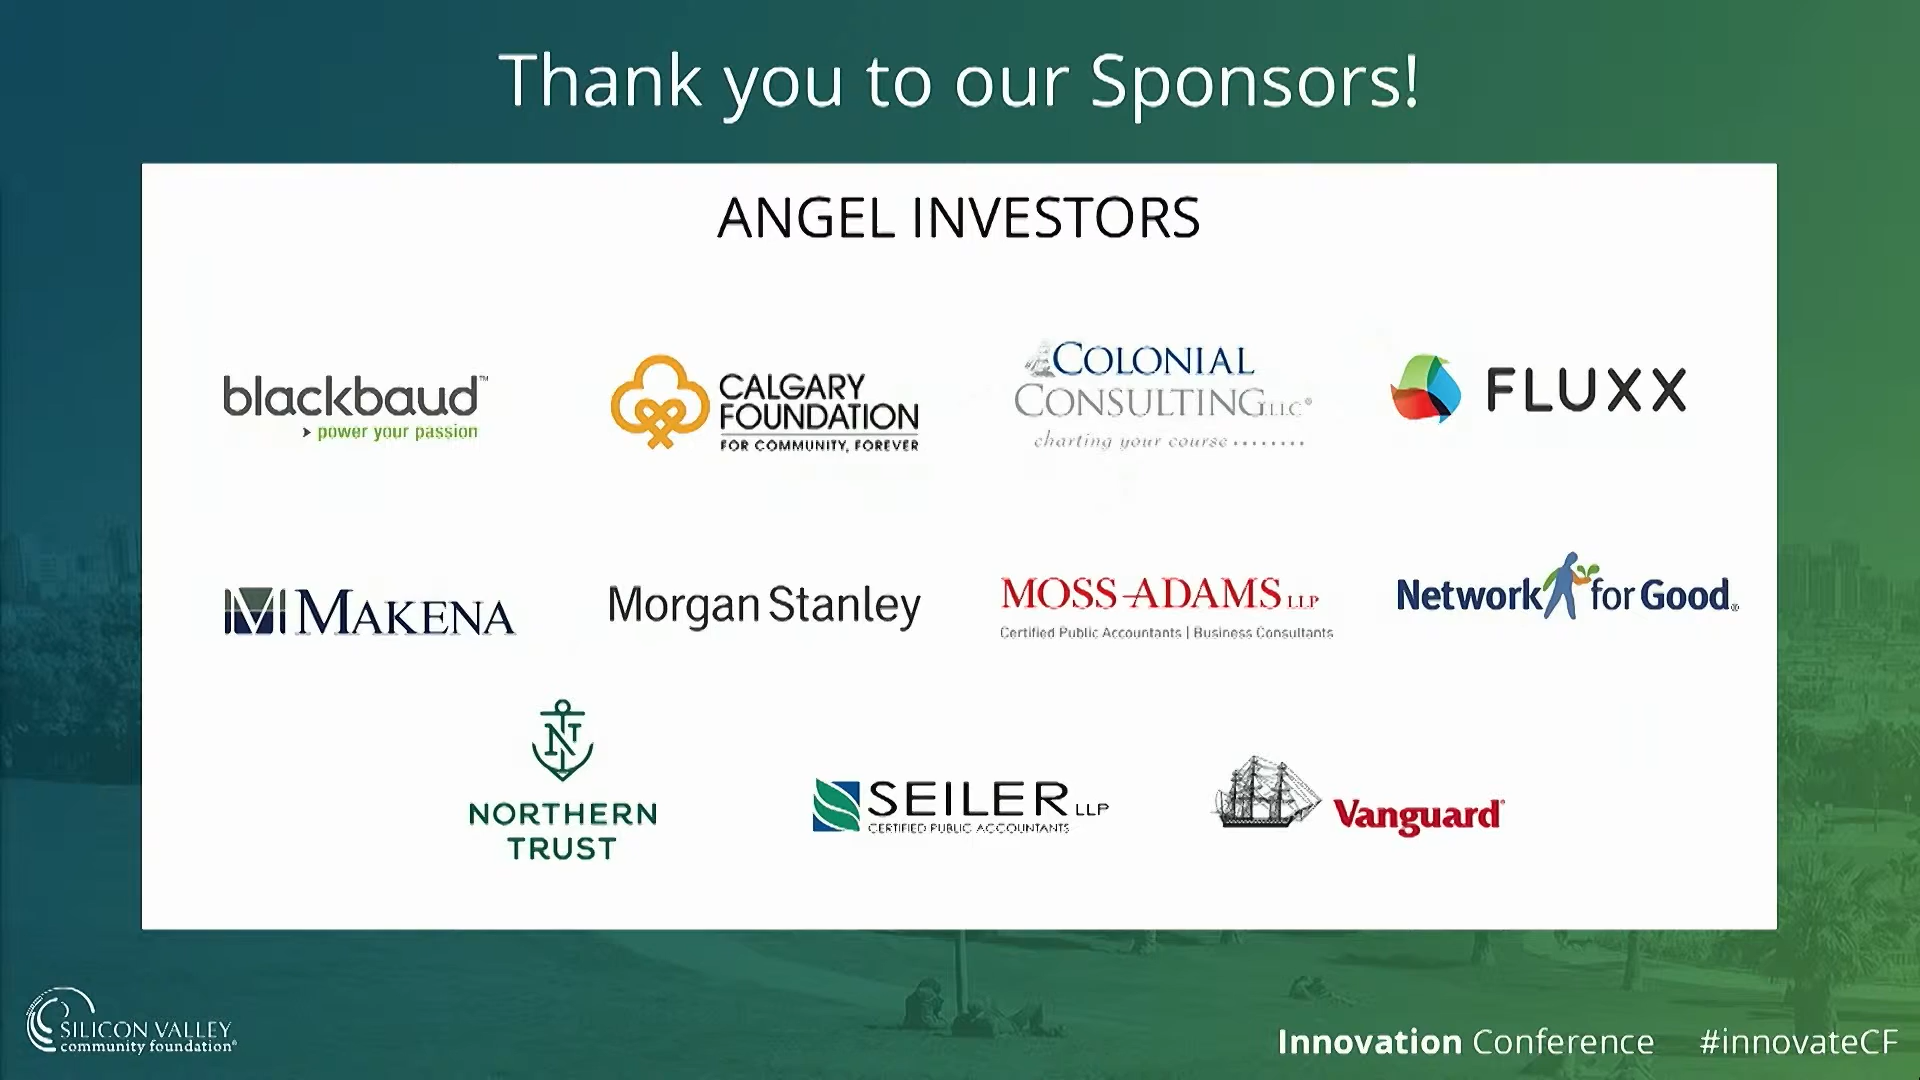 Thank you to our Sponsors!
ANGEL INVESTORS
blackbaud™
power your passion
CALGARY
FOUNDATION
FOR COMMUNITY, FOREVER
COLONIAL
CONSULTING LLC®
charting your course ........
FLUXX
M MAKENA
Morgan Stanley
MOSS-ADAMS LLP
Certified Public Accountants | Business Consultants
Network for Good®
NT
NORTHERN
TRUST
SEILER LLP
CERTIFIED PUBLIC ACCOUNTANTS
Vanguard®
SILICON VALLEY
community foundation®
Innovation Conference #innovateCF